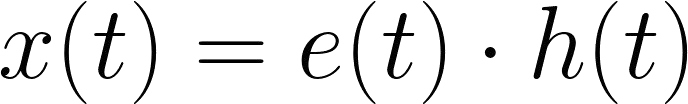 x(t) = e(t) · h(t)